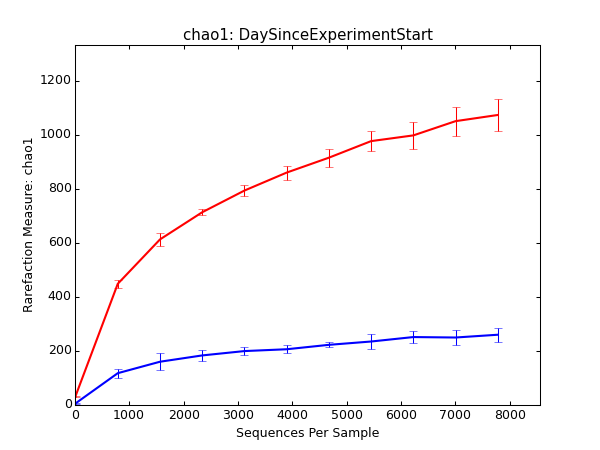 chao1: DaySinceExperimentStart
1200
1000
800
600
400
200
0
Rarefaction Measure: chao1
0 1000 2000 3000 4000 5000 6000 7000 8000
Sequences Per Sample